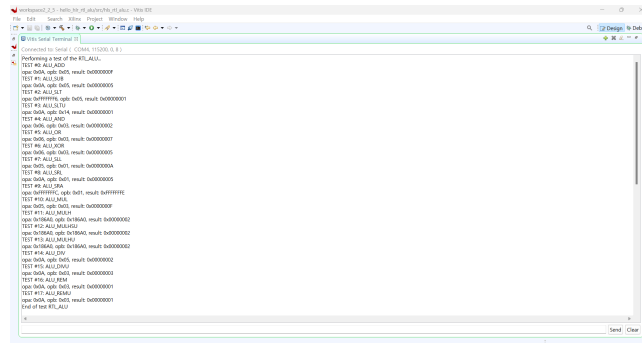 workspace2_2_5 - hello_hls_rtl_alu/src/hls_rtl_alu.c - Vitis IDE
File Edit Search Xilinx Project Window Help
Design Deb
Vitis Serial Terminal
Connected to: Serial ( COM4, 115200, 0, 8 )
Performing a test of the RTL_ALU..
TEST #0: ALU_ADD
opa: 0x0A, opb: 0x05, result: 0x0000000F
TEST #1: ALU_SUB
opa: 0x0A, opb: 0x05, result: 0x00000005
TEST #2: ALU_SLT
opa: 0xFFFFFFF6, opb: 0x05, result: 0x00000001
TEST #3: ALU_SLTU
opa: 0x0A, opb: 0x14, result: 0x00000001
TEST #4: ALU_AND
opa: 0x06, opb: 0x03, result: 0x00000002
TEST #5: ALU_OR
opa: 0x06, opb: 0x03, result: 0x00000007
TEST #6: ALU_XOR
opa: 0x06, opb: 0x03, result: 0x00000005
TEST #7: ALU_SLL
opa: 0x05, opb: 0x01, result: 0x0000000A
TEST #8: ALU_SRL
opa: 0x0A, opb: 0x01, result: 0x00000005
TEST #9: ALU_SRA
opa: 0xFFFFFFFC, opb: 0x01, result: 0xFFFFFFFE
TEST #10: ALU_MUL
opa: 0x05, opb: 0x03, result: 0x0000000F
TEST #11: ALU_MULH
opa: 0x186A0, opb: 0x186A0, result: 0x00000002
TEST #12: ALU_MULHSU
opa: 0x186A0, opb: 0x186A0, result: 0x00000002
TEST #13: ALU_MULHU
opa: 0x186A0, opb: 0x186A0, result: 0x00000002
TEST #14: ALU_DIV
opa: 0x0A, opb: 0x05, result: 0x00000002
TEST #15: ALU_DIVU
opa: 0x0A, opb: 0x03, result: 0x00000003
TEST #16: ALU_REM
opa: 0x0A, opb: 0x03, result: 0x00000001
TEST #17: ALU_REMU
opa: 0x0A, opb: 0x03, result: 0x00000001
End of test RTL_ALU
Send Clear